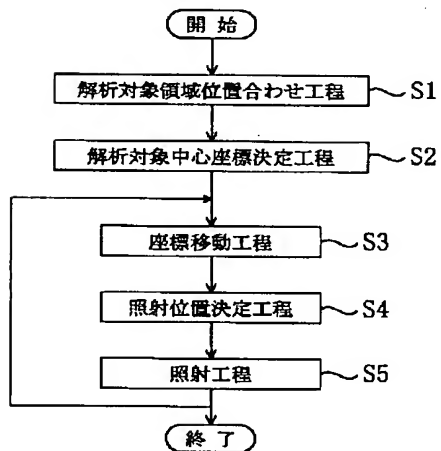 開 始
解析対象領域位置合わせ工程 S1
解析対象中心座標決定工程 S2
座標移動工程 S3
照射位置決定工程 S4
照射工程 S5
終 了